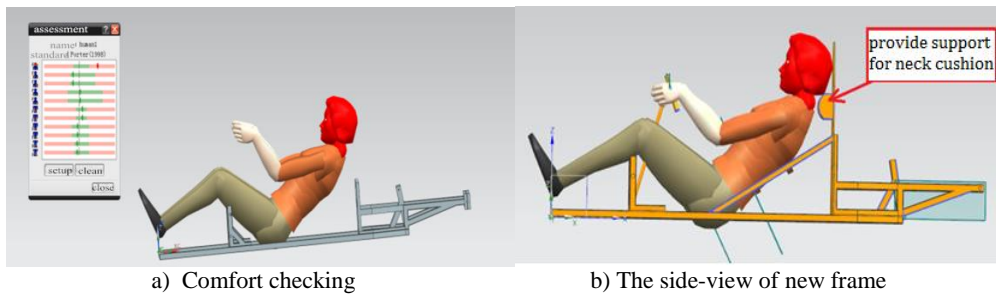 assessment
name: human1
standard: Porter (1998)
setup clean
close
provide support
for neck cushion
a) Comfort checking
b) The side-view of new frame